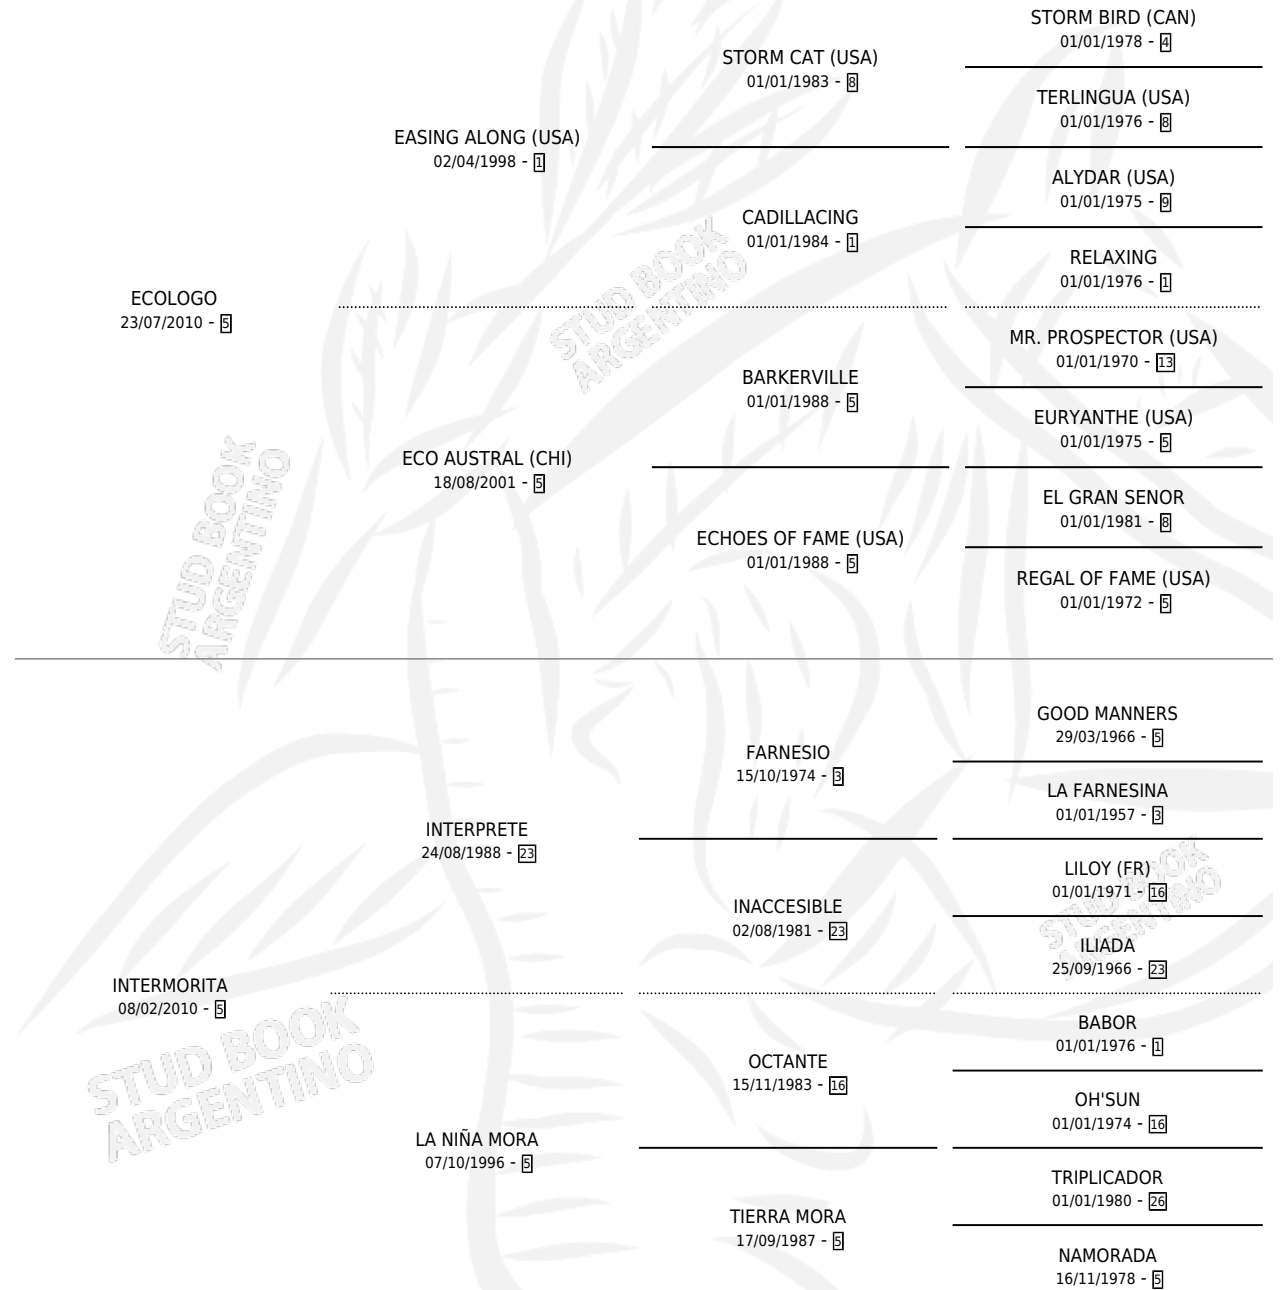 STORM BIRD (CAN)
01/01/1978 - 4
STORM CAT (USA)
01/01/1983 - 8
TERLINGUA (USA)
01/01/1976 - 8
EASING ALONG (USA)
02/04/1998 - 1
ALYDAR (USA)
01/01/1975 - 9
CADILLACING
01/01/1984 - 1
RELAXING
01/01/1976 - 1
ECOLOGO
23/07/2010 - 5
MR. PROSPECTOR (USA)
01/01/1970 - 13
BARKERVILLE
01/01/1988 - 5
EURYANTHE (USA)
01/01/1975 - 5
ECO AUSTRAL (CHI)
18/08/2001 - 5
EL GRAN SENOR
01/01/1981 - 8
ECHOES OF FAME (USA)
01/01/1988 - 5
REGAL OF FAME (USA)
01/01/1972 - 5
STUD BOOK
ARGENTINO
STUD BOOK
ARGENTINO
GOOD MANNERS
29/03/1966 - 5
FARNESIO
15/10/1974 - 3
LA FARNESINA
01/01/1957 - 3
INTERPRETE
24/08/1988 - 23
LILOY (FR)
01/01/1971 - 16
INACCESIBLE
02/08/1981 - 23
ILIADA
25/09/1966 - 23
STUD BOOK
ARGENTINO
INTERMORITA
08/02/2010 - 5
BABOR
01/01/1976 - 1
OCTANTE
15/11/1983 - 16
OH'SUN
01/01/1974 - 16
STUD BOOK
ARGENTINO
LA NIÑA MORA
07/10/1996 - 5
TRIPLICADOR
01/01/1980 - 26
TIERRA MORA
17/09/1987 - 5
NAMORADA
16/11/1978 - 5